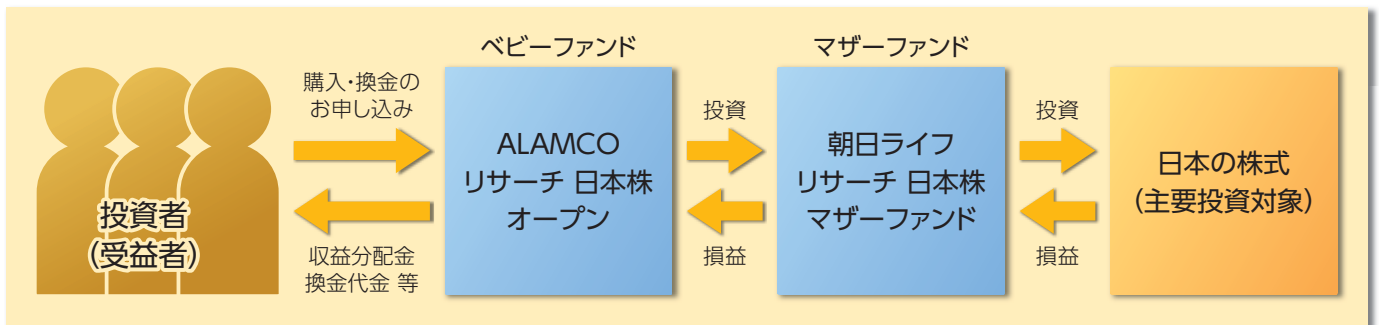 ベビーファンド
マザーファンド
購入・換金の
お申し込み
投資者
(受益者)
収益分配金
換金代金 等
ALAMCO
リサーチ 日本株
オープン
投資
損益
朝日ライフ
リサーチ 日本株
マザーファンド
投資
損益
日本の株式
(主要投資対象)